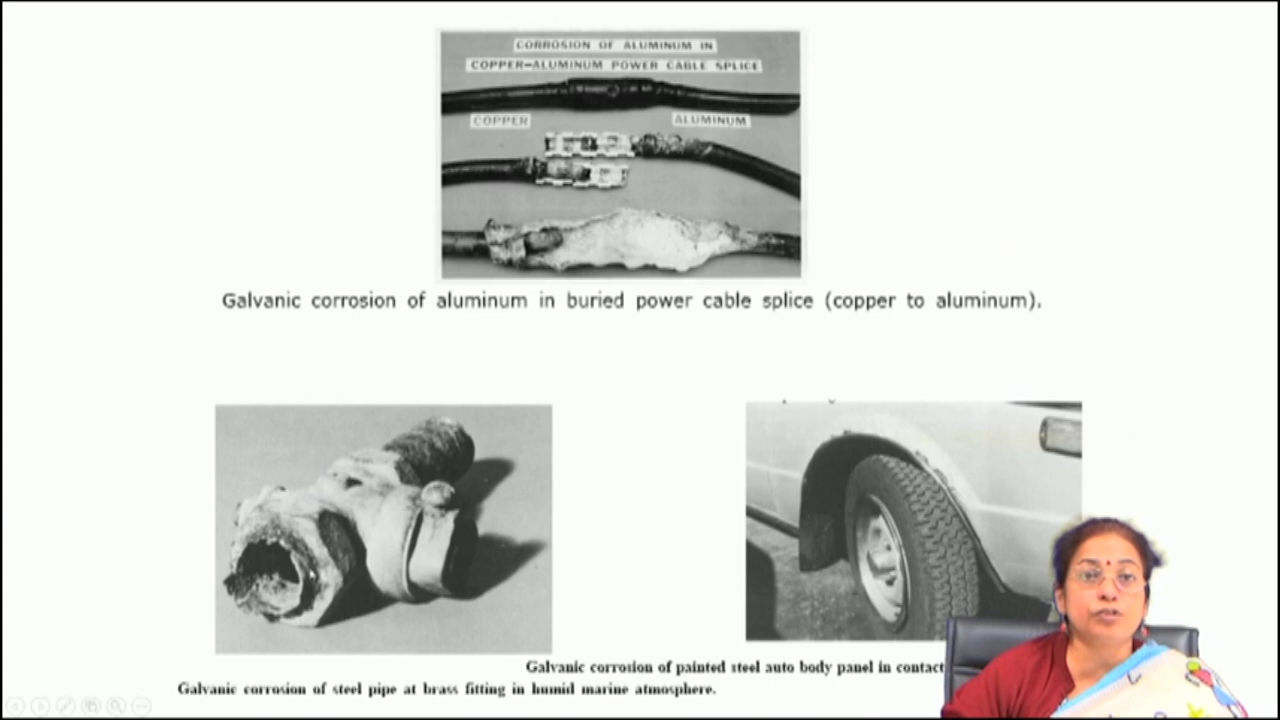 CORROSION OF ALUMINUM IN
COPPER-ALUMINUM POWER CABLE SPLICE
COPPER ALUMINUM
Galvanic corrosion of aluminum in buried power cable splice (copper to aluminum).
Galvanic corrosion of painted steel auto body panel in contact
Galvanic corrosion of steel pipe at brass fitting in humid marine atmosphere.